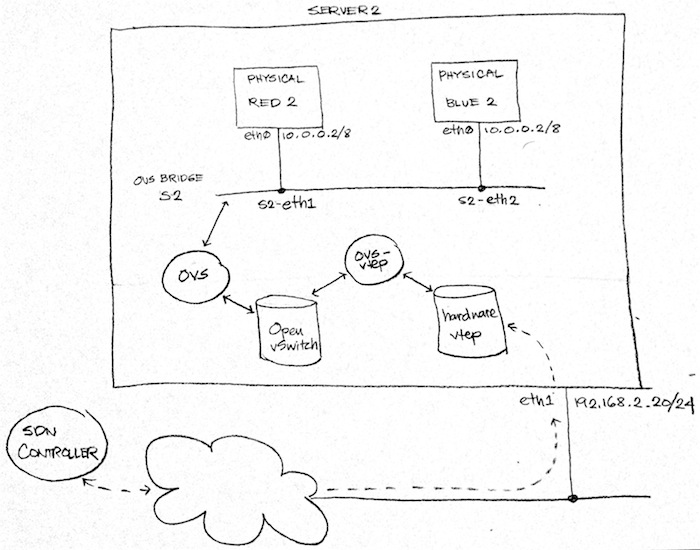 SERVER 2
PHYSICAL
RED 2
PHYSICAL
BLUE 2
eth0 10.0.0.2/8
eth0 10.0.0.2/8
OVS BRIDGE
S2
s2-eth1
s2-eth2
OVS
OVS-
vtep
Open
vSwitch
hardware
vtep
eth1
192.168.2.20/24
SDN
CONTROLLER